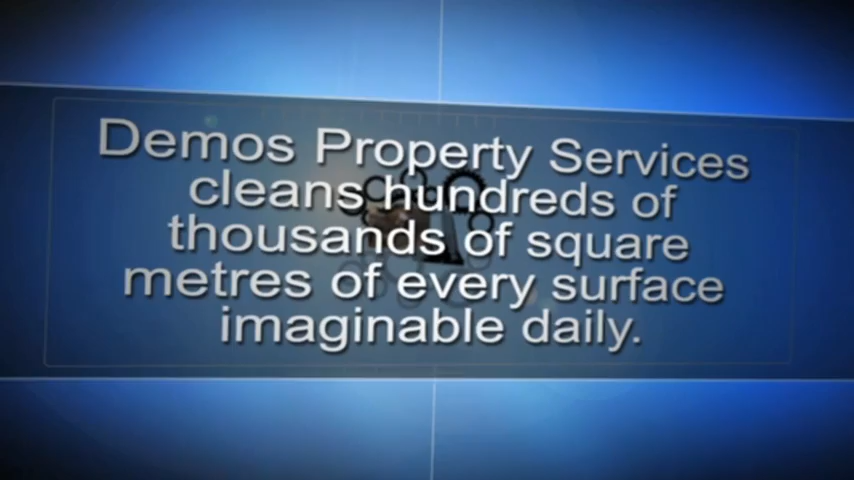 Demos Property Services
cleans hundreds of
thousands of square
metres of every surface
imaginable daily.